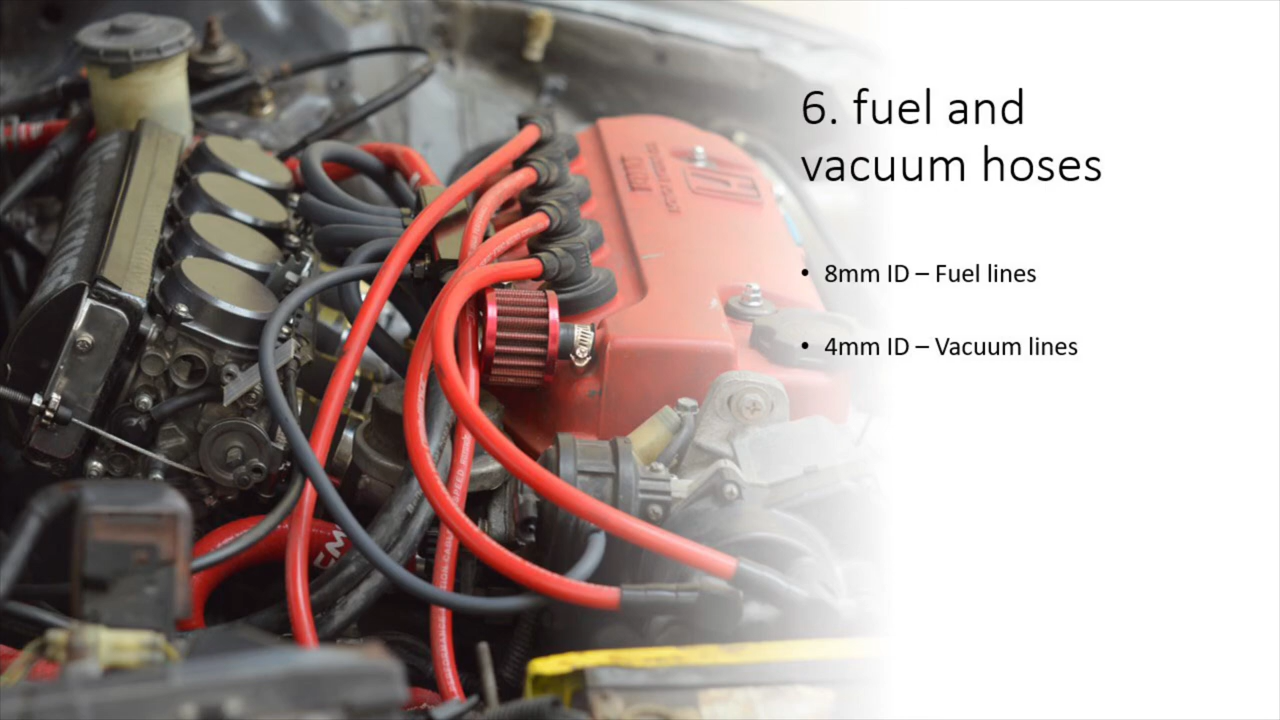 6. fuel and
vacuum hoses
• 8mm ID – Fuel lines
• 4mm ID – Vacuum lines